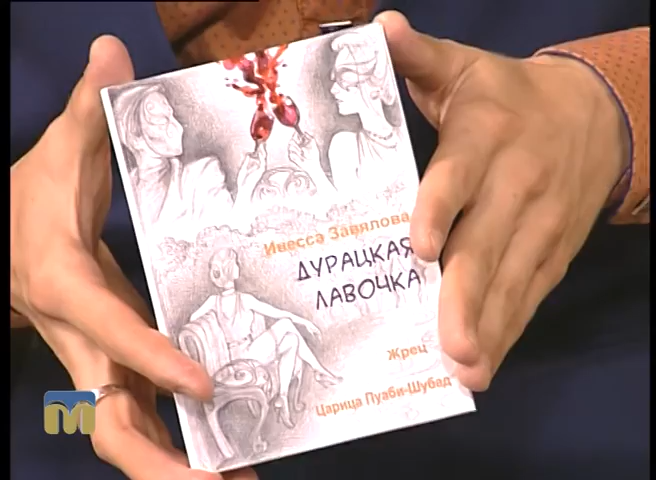 Инесса Завялова
ДУРАЦКАЯ
ЛАВОЧКА
Жрец
Царица Пуаби-Шубад
М